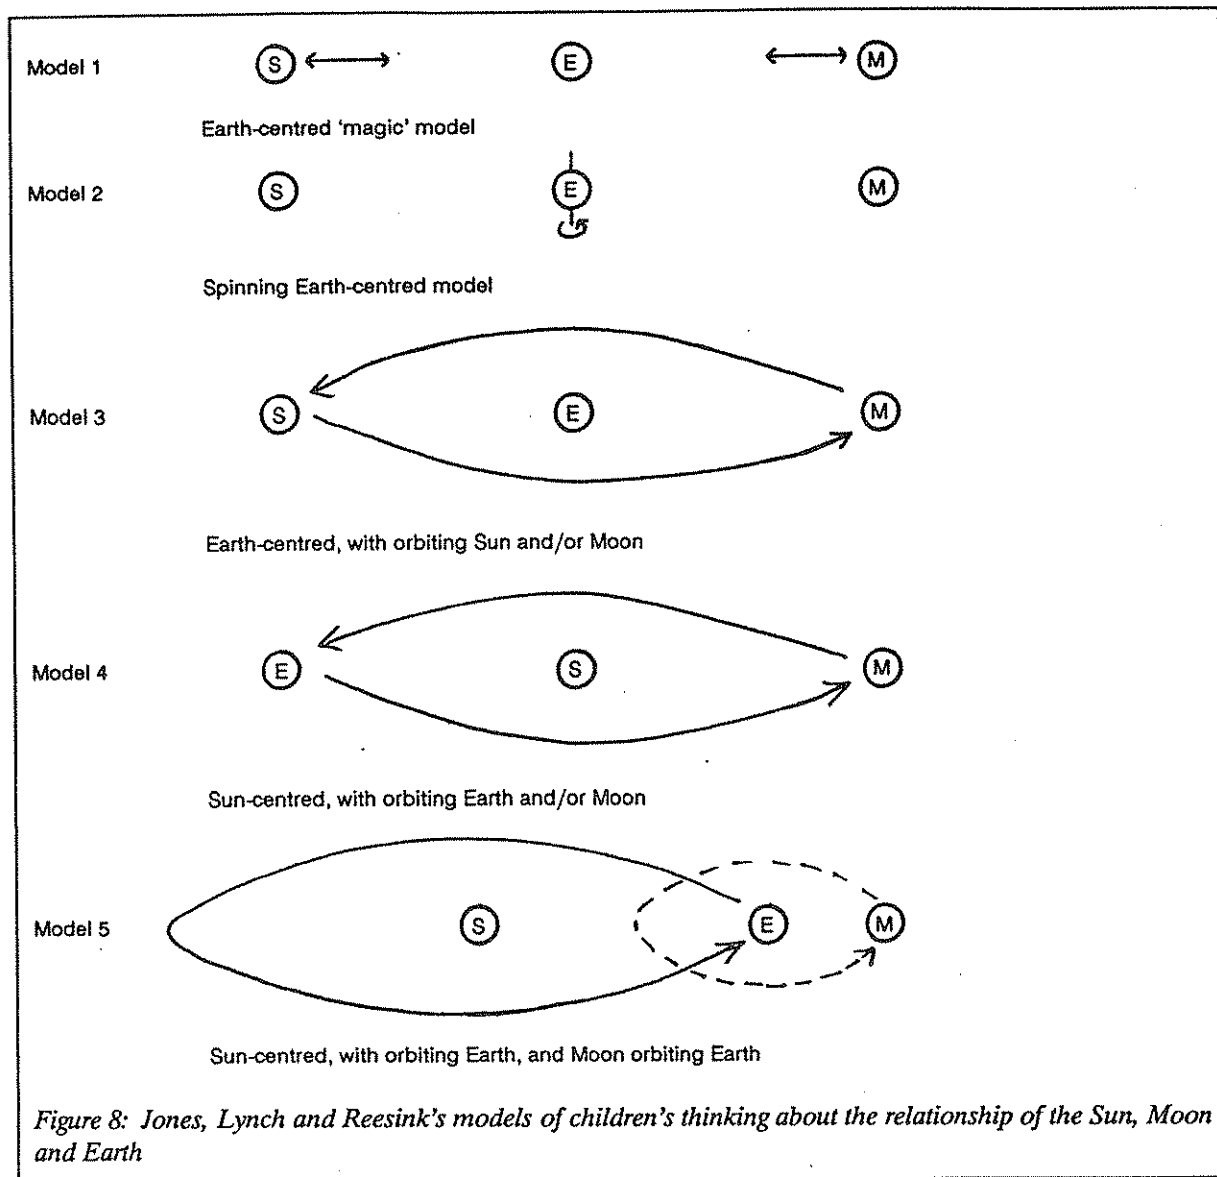 Model 1 S E M
Earth-centred 'magic' model
Model 2 S E M
Spinning Earth-centred model
Model 3 S E M
Earth-centred, with orbiting Sun and/or Moon
Model 4 E S M
Sun-centred, with orbiting Earth and/or Moon
Model 5 S E M
Sun-centred, with orbiting Earth, and Moon orbiting Earth
Figure 8: Jones, Lynch and Reesink's models of children's thinking about the relationship of the Sun, Moon
and Earth